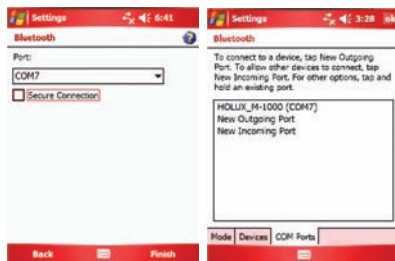 Settings 6:41
Bluetooth
Port:
COM7
Secure Connection
Back Finish
Settings 3:28 ok
Bluetooth
To connect to a device, tap New Outgoing
Port. To allow other devices to connect, tap
New Incoming Port. For other options, tap and
hold an existing port.
HOLUX_M-1000 (COM7)
New Outgoing Port
New Incoming Port
Mode Devices COM Ports